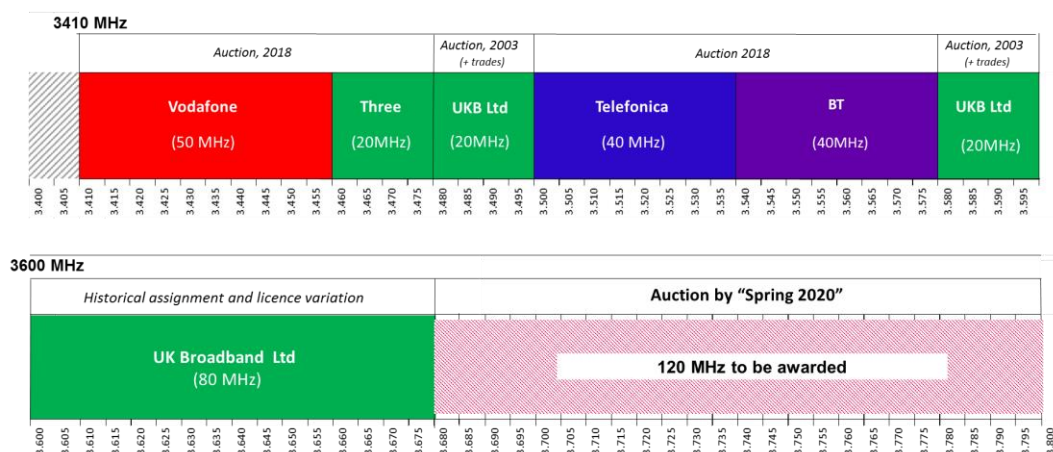 3410 MHz
Auction, 2018
Auction, 2003
(+ trades)
Auction 2018
Auction, 2003
(+ trades)
Vodafone
(50 MHz)
Three
(20MHz)
UKB Ltd
(20MHz)
Telefonica
(40 MHz)
BT
(40MHz)
UKB Ltd
(20MHz)
3.400 3.405 3.410 3.415 3.420 3.425 3.430 3.435 3.440 3.445 3.450 3.455 3.460 3.465 3.470 3.475 3.480 3.485 3.490 3.495 3.500 3.505 3.510 3.515 3.520 3.525 3.530 3.535 3.540 3.545 3.550 3.555 3.560 3.565 3.570 3.575 3.580 3.585 3.590 3.595
3600 MHz
Historical assignment and licence variation
Auction by “Spring 2020”
UK Broadband Ltd
(80 MHz)
120 MHz to be awarded
3.600 3.605 3.610 3.615 3.620 3.625 3.630 3.635 3.640 3.645 3.650 3.655 3.660 3.665 3.670 3.675 3.680 3.685 3.690 3.695 3.700 3.705 3.710 3.715 3.720 3.725 3.730 3.735 3.740 3.745 3.750 3.755 3.760 3.765 3.770 3.775 3.780 3.785 3.790 3.795 3.800